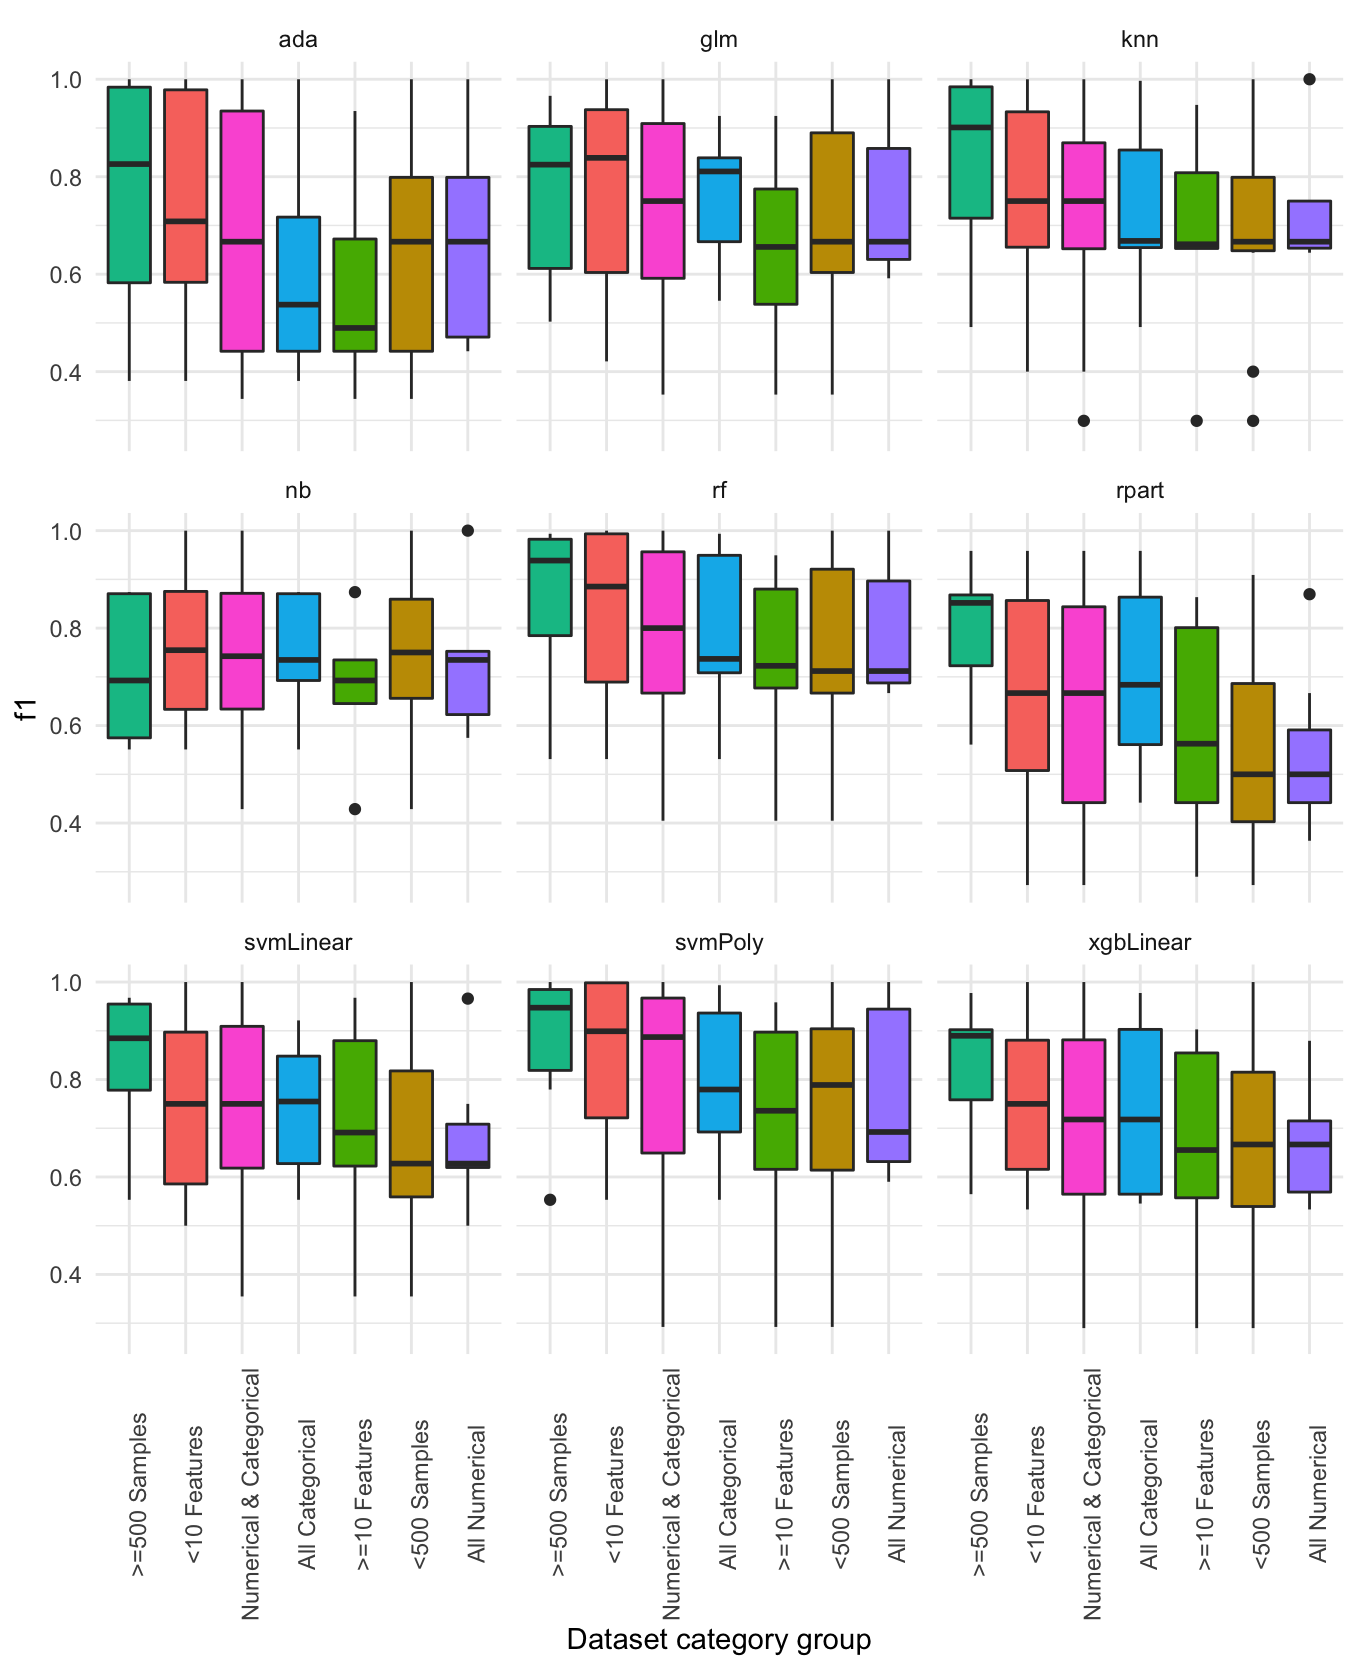 ada
glm
knn
1.0
0.8
0.6
0.4
nb
rf
rpart
1.0
0.8
0.6
0.4
f1
svmLinear
svmPoly
xgbLinear
1.0
0.8
0.6
0.4
>=500 Samples
<10 Features
Numerical & Categorical
All Categorical
>=10 Features
<500 Samples
All Numerical
>=500 Samples
<10 Features
Numerical & Categorical
All Categorical
>=10 Features
<500 Samples
All Numerical
>=500 Samples
<10 Features
Numerical & Categorical
All Categorical
>=10 Features
<500 Samples
All Numerical
Dataset category group